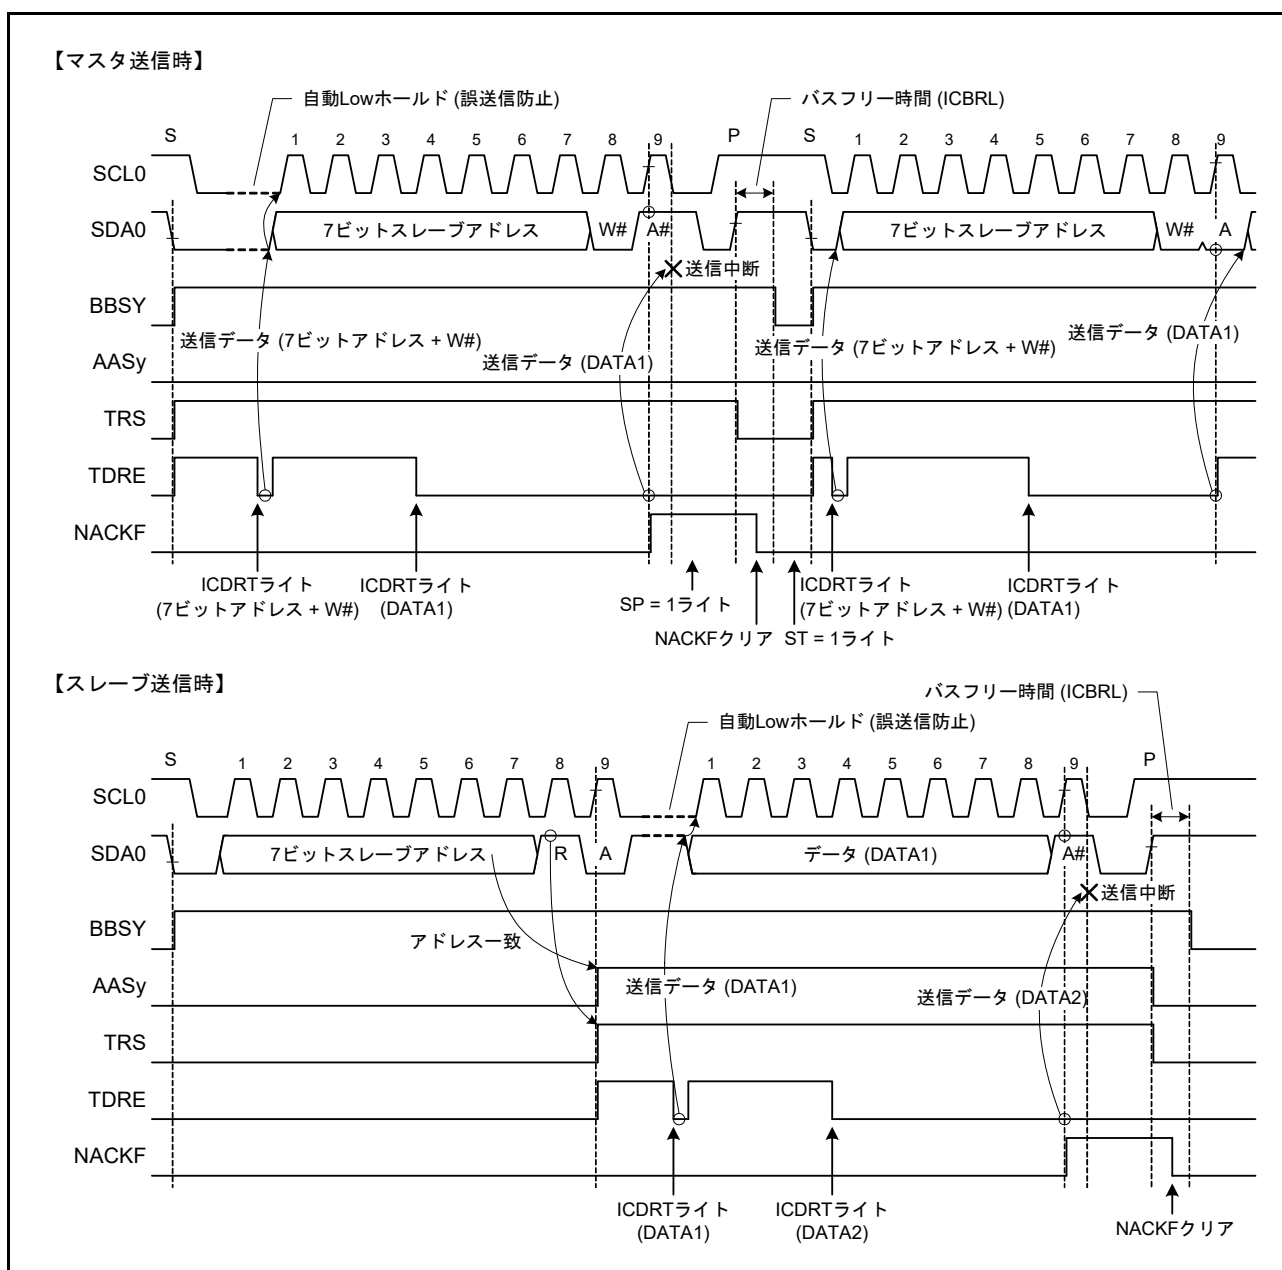 【マスタ送信時】
自動Lowホールド (誤送信防止)
バスフリー時間 (ICBRL)
S 1 2 3 4 5 6 7 8 9 P S 1 2 3 4 5 6 7 8 9
SCL0
SDA0 7ビットスレーブアドレス W# A# 7ビットスレーブアドレス W# A
送信中断
BBSY
送信データ (7ビットアドレス + W#) 送信データ (DATA1) 送信データ (7ビットアドレス + W#) 送信データ (DATA1)
AASy
TRS
TDRE
NACKF
ICDRTライト
(7ビットアドレス + W#)
ICDRTライト
(DATA1)
SP = 1ライト
NACKFクリア
ST = 1ライト
ICDRTライト
(7ビットアドレス + W#)
ICDRTライト
(DATA1)
【スレーブ送信時】
バスフリー時間 (ICBRL)
自動Lowホールド (誤送信防止)
S 1 2 3 4 5 6 7 8 9 1 2 3 4 5 6 7 8 9 P
SCL0
SDA0 7ビットスレーブアドレス R A データ (DATA1) A#
送信中断
BBSY
アドレス一致
AASy
送信データ (DATA1) 送信データ (DATA2)
TRS
TDRE
NACKF
ICDRTライト
(DATA1)
ICDRTライト
(DATA2)
NACKFクリア